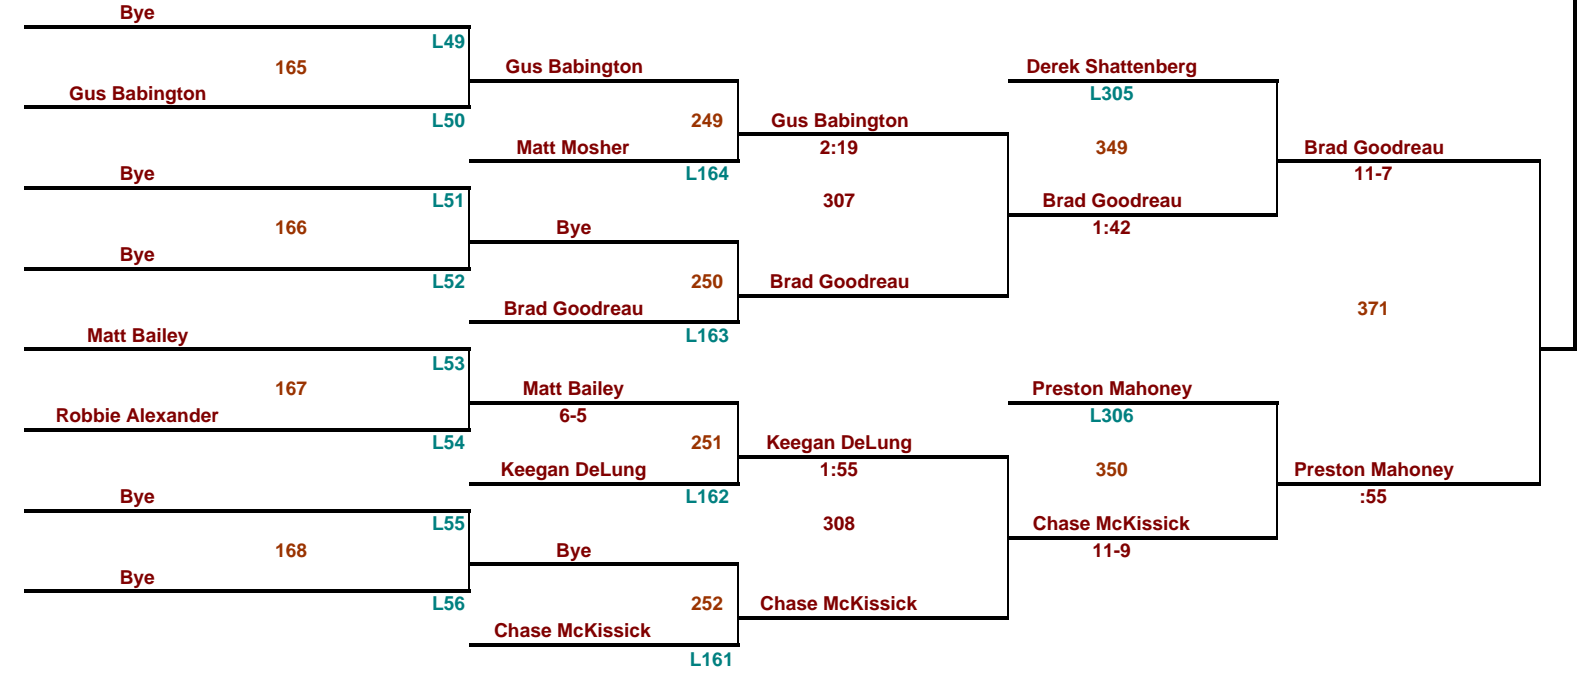 Bye
L49
165
Gus Babington
Derek Shattenberg
Gus Babington
L305
L50
249
Gus Babington
Matt Mosher
2:19
349
Brad Goodreau
Bye
L164
11-7
L51
307
Brad Goodreau
166
Bye
1:42
Bye
L52
250
Brad Goodreau
Brad Goodreau
371
Matt Bailey
L163
L53
167
Matt Bailey
Preston Mahoney
Robbie Alexander
6-5
L306
L54
251
Keegan DeLung
Keegan DeLung
1:55
350
Preston Mahoney
Bye
L162
:55
L55
308
Chase McKissick
168
Bye
11-9
Bye
L56
252
Chase McKissick
Chase McKissick
L161